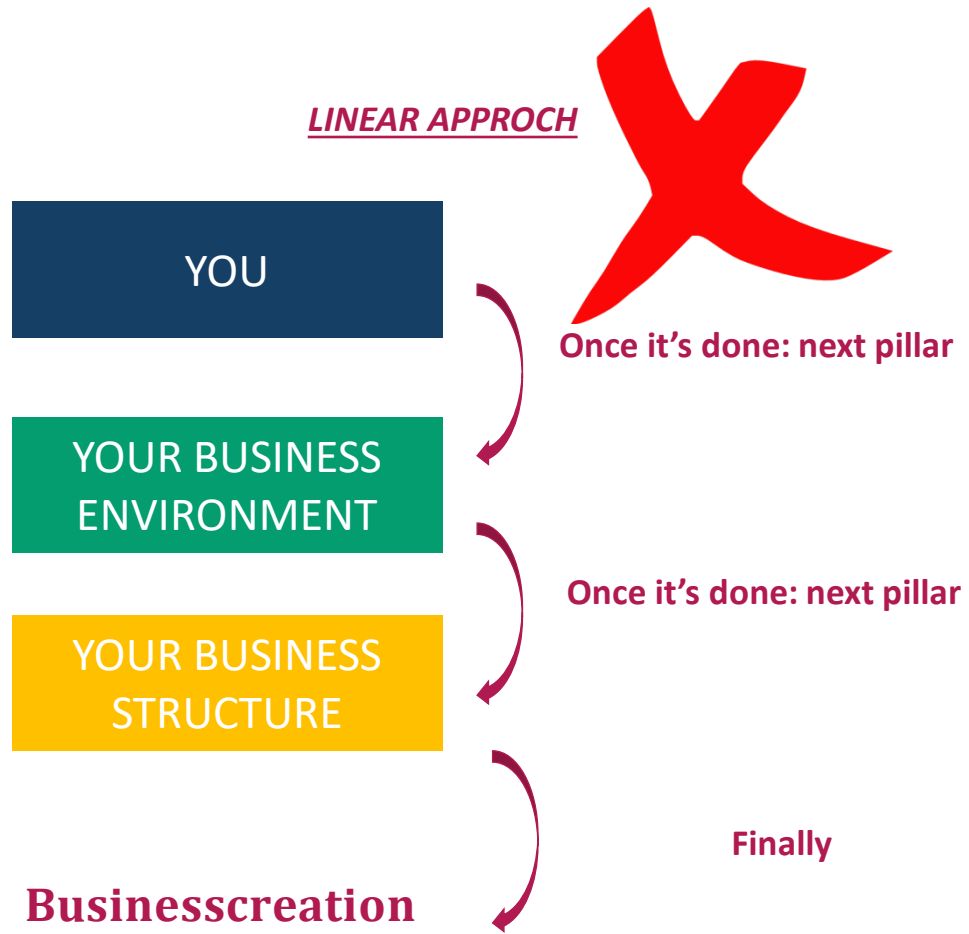 LINEAR APPROCH
YOU
Once it’s done: next pillar
YOUR BUSINESS
ENVIRONMENT
Once it’s done: next pillar
YOUR BUSINESS
STRUCTURE
Finally
Businesscreation